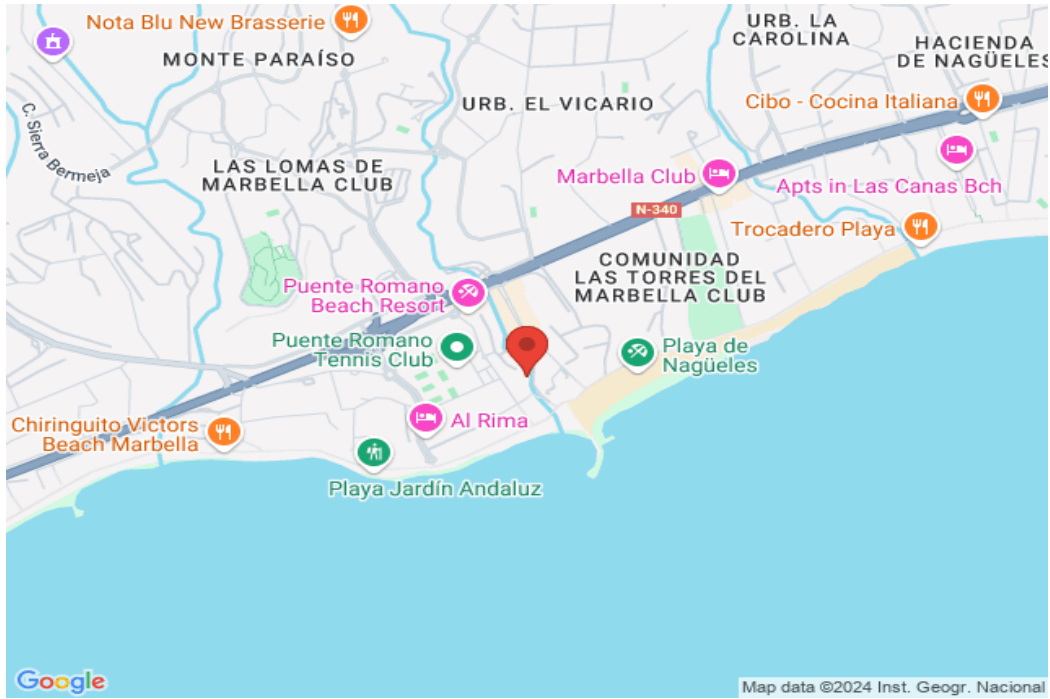 Nota Blu New Brasserie
MONTE PARAÍSO
URB. LA
CAROLINA
HACIENDA
DE NAGÜELES
Cibo - Cocina Italiana
URB. EL VICARIO
C. Sierra Bermeja
LAS LOMAS DE
MARBELLA CLUB
Marbella Club
Apts in Las Canas Bch
N-340
Trocadero Playa
COMUNIDAD
LAS TORRES DEL
MARBELLA CLUB
Puente Romano
Beach Resort
Puente Romano
Tennis Club
Playa de
Nagüeles
Al Rima
Chiringuito Victors
Beach Marbella
Playa Jardín Andaluz
Google
Map data ©2024 Inst. Geogr. Nacional